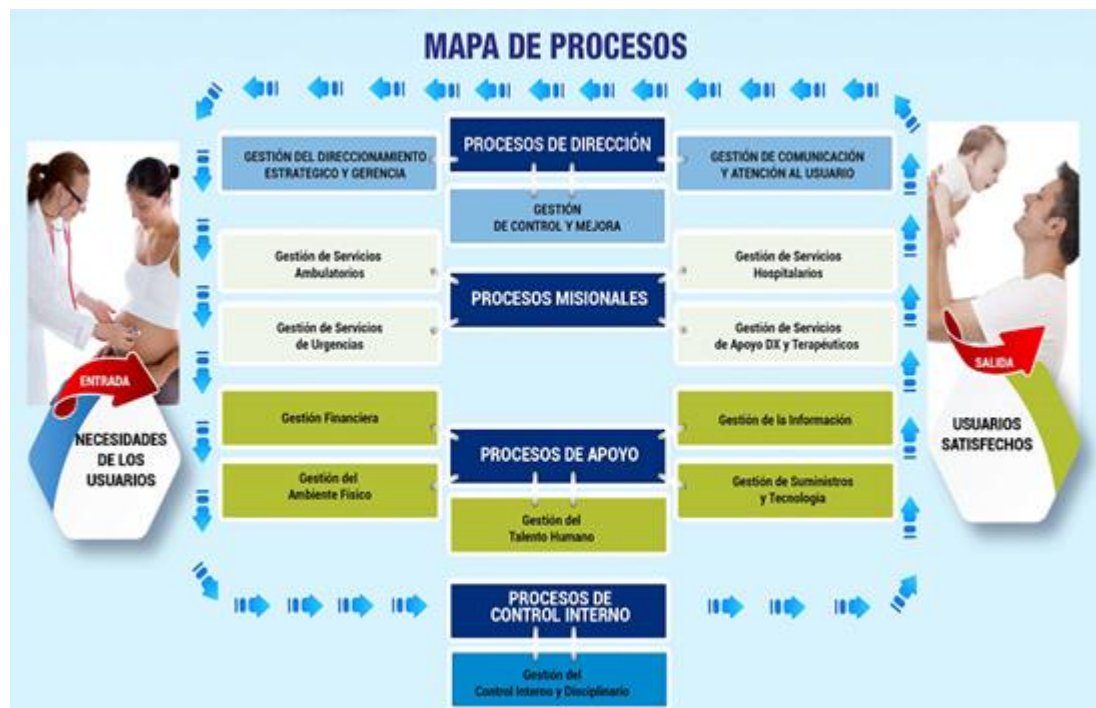 MAPA DE PROCESOS
PROCESOS DE DIRECCIÓN
GESTIÓN DEL DIRECCIONAMIENTO
ESTRATEGICO Y GERENCIA
GESTIÓN DE COMUNICACIÓN
Y ATENCIÓN AL USUARIO
GESTIÓN
DE CONTROL Y MEJORA
Gestión de Servicios
Ambulatorios
Gestión de Servicios
Hospitalarios
PROCESOS MISIONALES
Gestión de Servicios
de Urgencias
Gestión de Servicios
de Apoyo DX y Terapéuticos
ENTRADA
NECESIDADES
DE LOS
USUARIOS
SALIDA
USUARIOS
SATISFECHOS
Gestión Financiera
Gestión de la Información
PROCESOS DE APOYO
Gestión del
Ambiente Físico
Gestión de Suministros
y Tecnología
Gestión del
Talento Humano
PROCESOS DE
CONTROL INTERNO
Gestión del
Control Interno y Disciplinario